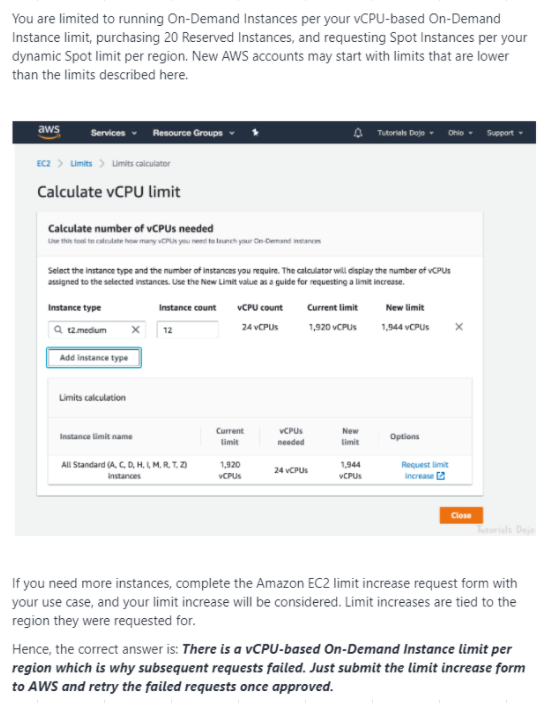 You are limited to running On-Demand Instances per your vCPU-based On-Demand
Instance limit, purchasing 20 Reserved Instances, and requesting Spot Instances per your
dynamic Spot limit per region. New AWS accounts may start with limits that are lower
than the limits described here.
aws Services Resource Groups Tutorials Dojo Ohio Support
EC2 > Limits > Limits calculator
Calculate vCPU limit
Calculate number of vCPUs needed
Use this tool to calculate how many vCPUs you need to launch your On-Demand instances
Select the instance type and the number of instances you require. The calculator will display the number of vCPUs
assigned to the selected instances. Use the New Limit value as a guide for requesting a limit increase.
Instance type Instance count vCPU count Current limit New limit
t2.medium 12 24 vCPUs 1,920 vCPUs 1,944 vCPUs
Add instance type
Limits calculation
Instance limit name Current limit vCPUs needed New limit Options
All Standard (A, C, D, H, I, M, R, T, Z) instances 1,920 vCPUs 24 vCPUs 1,944 vCPUs Request limit increase
Close
Tutorials Dojo
If you need more instances, complete the Amazon EC2 limit increase request form with
your use case, and your limit increase will be considered. Limit increases are tied to the
region they were requested for.
Hence, the correct answer is: There is a vCPU-based On-Demand Instance limit per
region which is why subsequent requests failed. Just submit the limit increase form
to AWS and retry the failed requests once approved.